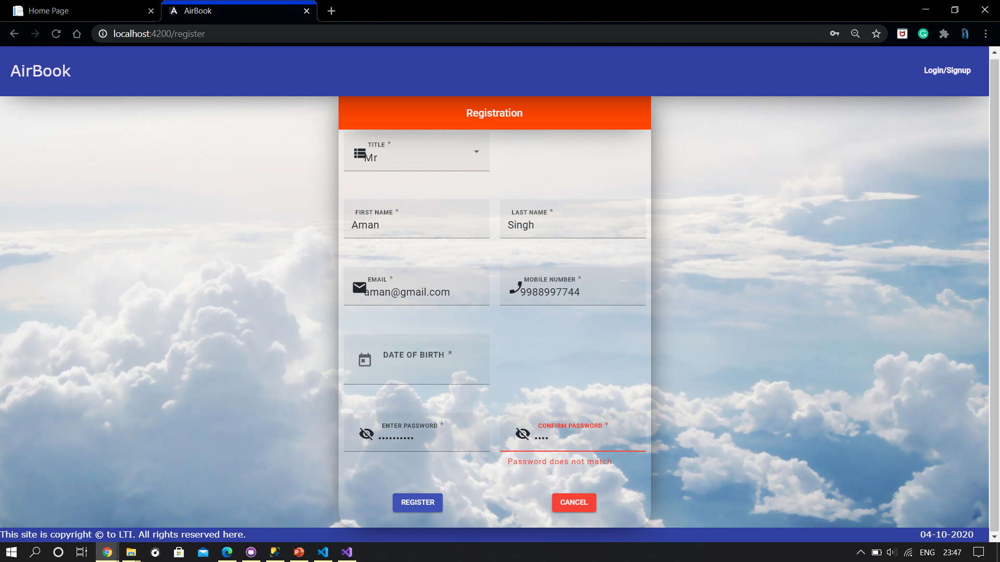 Home Page
AirBook
localhost:4200/register
AirBook
Login/Signup
Registration
TITLE *
Mr
FIRST NAME *
LAST NAME *
Aman
Singh
EMAIL *
MOBILE NUMBER *
aman@gmail.com
9988997744
DATE OF BIRTH *
ENTER PASSWORD *
CONFIRM PASSWORD *
••••••••••
••••
Password does not match
REGISTER
CANCEL
This site is copyright © to LTI. All rights reserved here.
04-10-2020
ENG
23:47